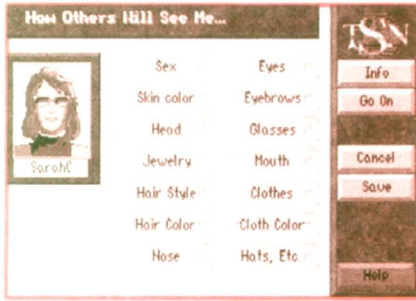 How Others Will See Me...
TSN
SarahC
Sex
Skin color
Head
Jewelry
Hair Style
Hair Color
Nose
Eyes
Eyebrows
Glasses
Mouth
Clothes
Cloth Color
Hats, Etc
Info
Go On
Cancel
Save
Help